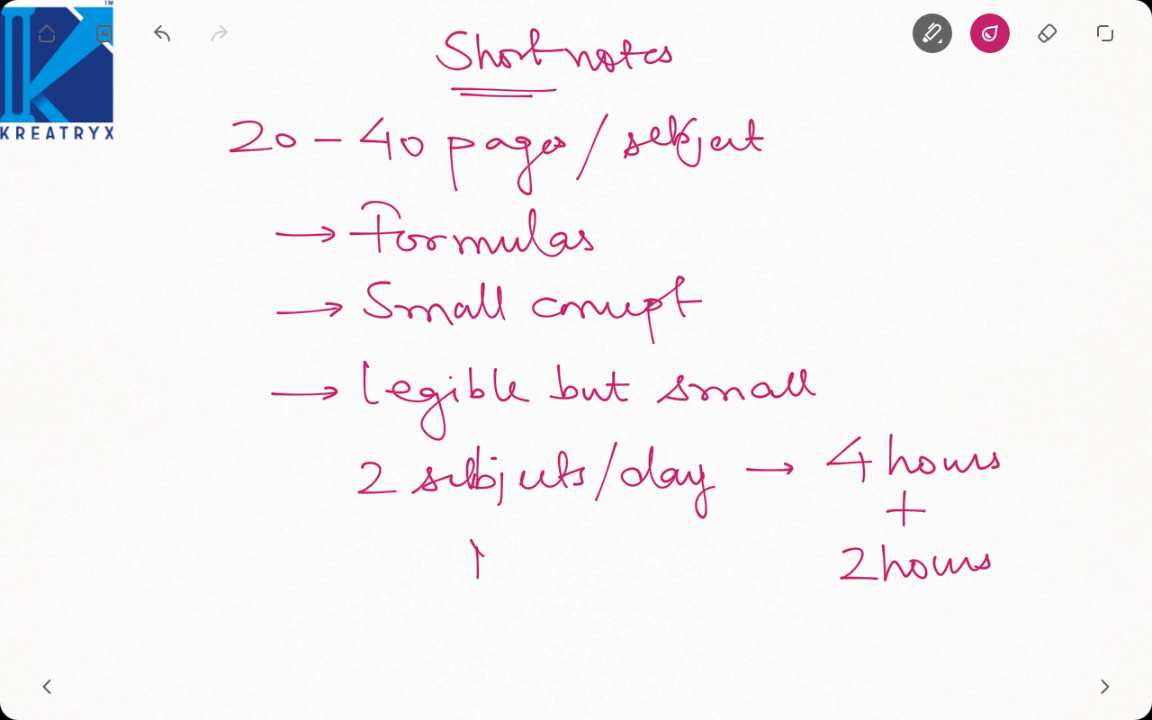 KREATRYX
TM
Short notes
20 - 40 pages / subject
→ Formulas
→ Small concept
→ Legible but small
2 subjects / day → 4 hours
+
2 hours